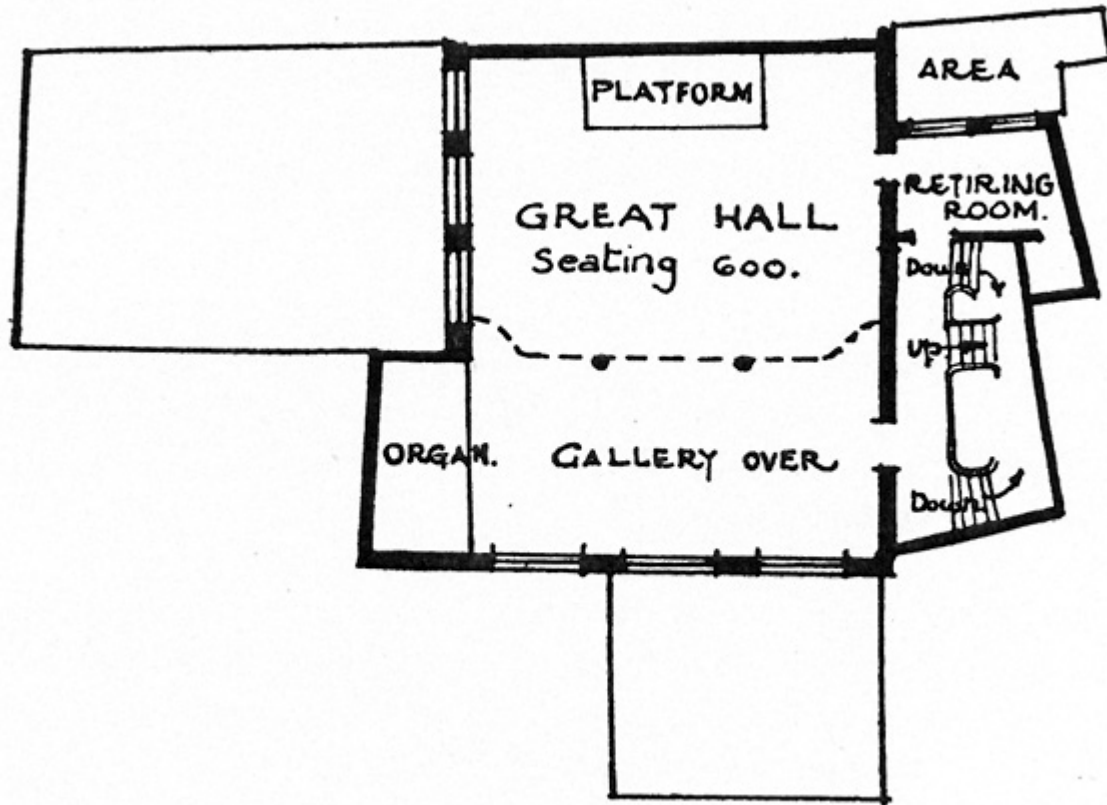 PLATFORM
AREA
RETIRING
ROOM.
GREAT HALL
Seating 600.
Down
Up
ORGAN.
GALLERY OVER
Down